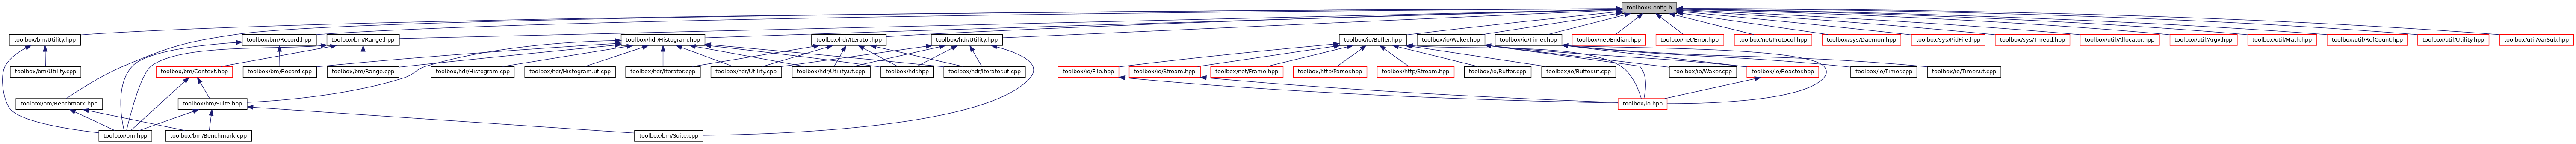 toolbox/Config.h
toolbox/bm/Utility.hpp
toolbox/bm/Record.hpp
toolbox/bm/Range.hpp
toolbox/hdr/Histogram.hpp
toolbox/hdr/Iterator.hpp
toolbox/hdr/Utility.hpp
toolbox/io/Buffer.hpp
toolbox/io/Waker.hpp
toolbox/io/Timer.hpp
toolbox/net/Endian.hpp
toolbox/net/Error.hpp
toolbox/net/Protocol.hpp
toolbox/sys/Daemon.hpp
toolbox/sys/PidFile.hpp
toolbox/sys/Thread.hpp
toolbox/util/Allocator.hpp
toolbox/util/Argv.hpp
toolbox/util/Math.hpp
toolbox/util/RefCount.hpp
toolbox/util/Utility.hpp
toolbox/util/VarSub.hpp
toolbox/bm/Utility.cpp
toolbox/bm/Context.hpp
toolbox/bm/Record.cpp
toolbox/bm/Range.cpp
toolbox/hdr/Histogram.cpp
toolbox/hdr/Histogram.ut.cpp
toolbox/hdr/Iterator.cpp
toolbox/hdr/Utility.cpp
toolbox/hdr/Utility.ut.cpp
toolbox/hdr.hpp
toolbox/hdr/Iterator.ut.cpp
toolbox/io/File.hpp
toolbox/io/Stream.hpp
toolbox/net/Frame.hpp
toolbox/http/Parser.hpp
toolbox/http/Stream.hpp
toolbox/io/Buffer.cpp
toolbox/io/Buffer.ut.cpp
toolbox/io/Waker.cpp
toolbox/io/Reactor.hpp
toolbox/io/Timer.cpp
toolbox/io/Timer.ut.cpp
toolbox/bm/Benchmark.hpp
toolbox/bm/Suite.hpp
toolbox/io.hpp
toolbox/bm.hpp
toolbox/bm/Benchmark.cpp
toolbox/bm/Suite.cpp